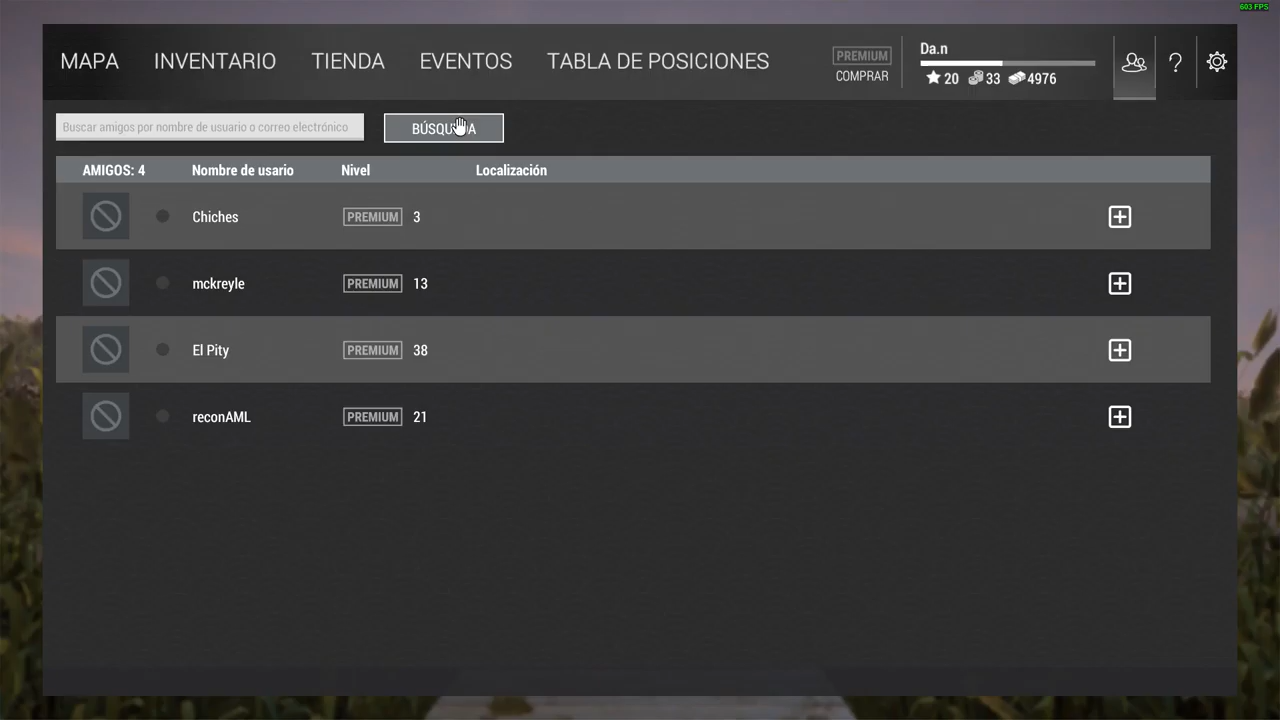 603 FPS
MAPA INVENTARIO TIENDA EVENTOS TABLA DE POSICIONES PREMIUM COMPRAR Da.n
20 33 4976
Buscar amigos por nombre de usuario o correo electrónico BÚSQUEDA
AMIGOS: 4 Nombre de usario Nivel Localización
Chiches PREMIUM 3
mckreyle PREMIUM 13
El Pity PREMIUM 38
reconAML PREMIUM 21